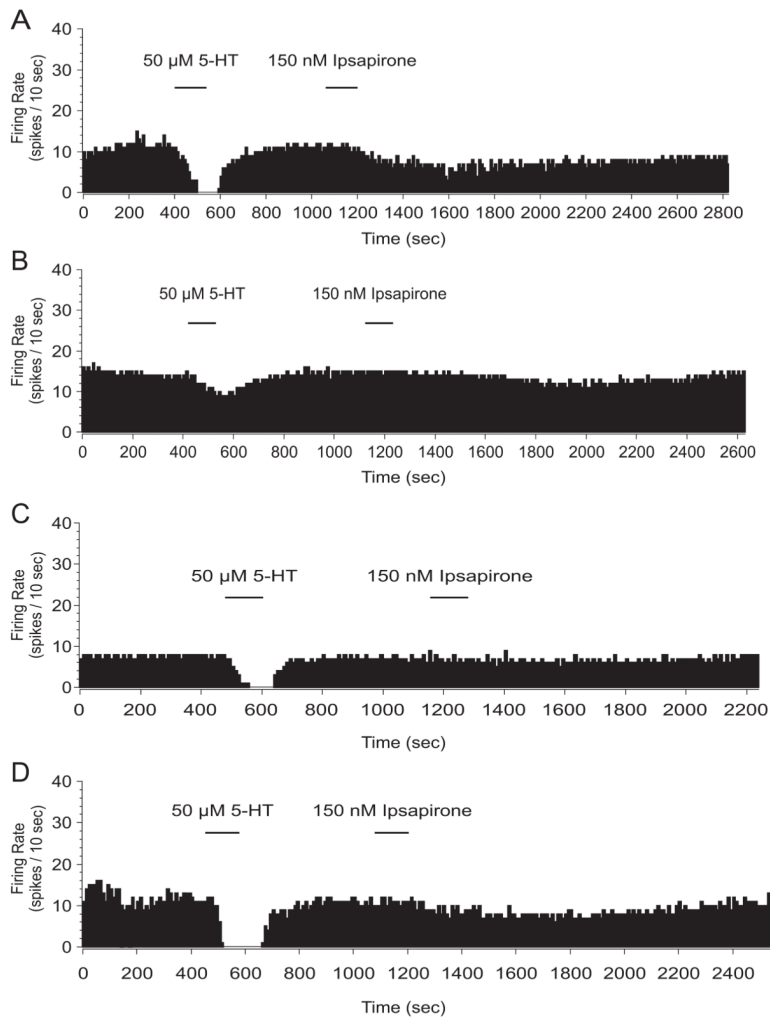 A
Firing Rate
(spikes / 10 sec)
40
30
20
10
0
50 µM 5-HT 150 nM Ipsapirone
0 200 400 600 800 1000 1200 1400 1600 1800 2000 2200 2400 2600 2800
Time (sec)
B
Firing Rate
(spikes / 10 sec)
40
30
20
10
0
50 µM 5-HT 150 nM Ipsapirone
0 200 400 600 800 1000 1200 1400 1600 1800 2000 2200 2400 2600
Time (sec)
C
Firing Rate
(spikes / 10 sec)
40
30
20
10
0
50 µM 5-HT 150 nM Ipsapirone
0 200 400 600 800 1000 1200 1400 1600 1800 2000 2200
Time (sec)
D
Firing Rate
(spikes / 10 sec)
40
30
20
10
0
50 µM 5-HT 150 nM Ipsapirone
0 200 400 600 800 1000 1200 1400 1600 1800 2000 2200 2400
Time (sec)